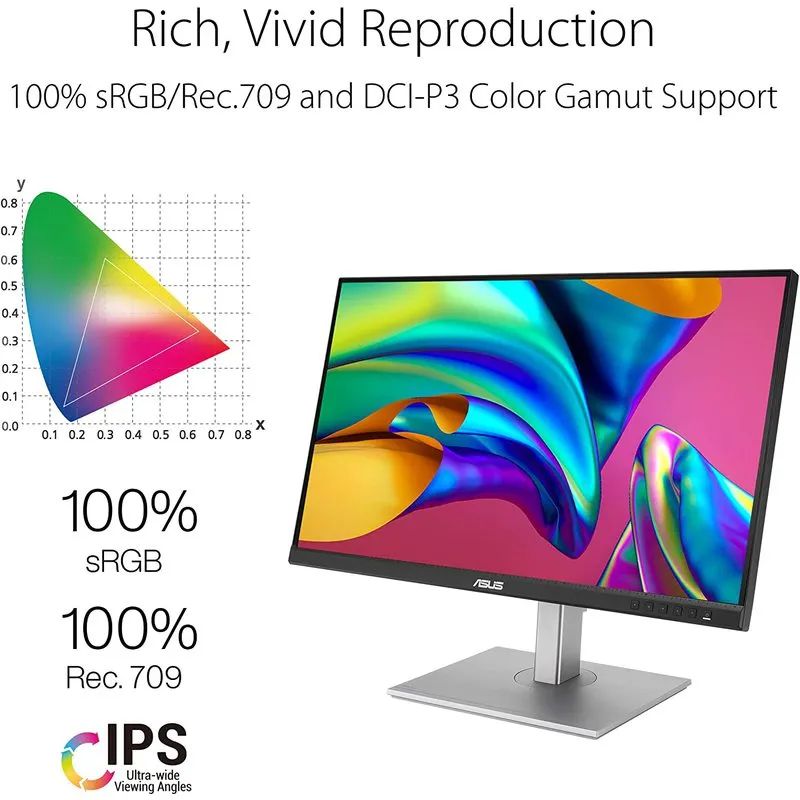 Rich, Vivid Reproduction
100% sRGB/Rec.709 and DCI-P3 Color Gamut Support
y
0.8
0.7
0.6
0.5
0.4
0.3
0.2
0.1
0.0
0.1 0.2 0.3 0.4 0.5 0.6 0.7 0.8
x
100%
sRGB
100%
Rec. 709
IPS
Ultra-wide
Viewing Angles
ASUS